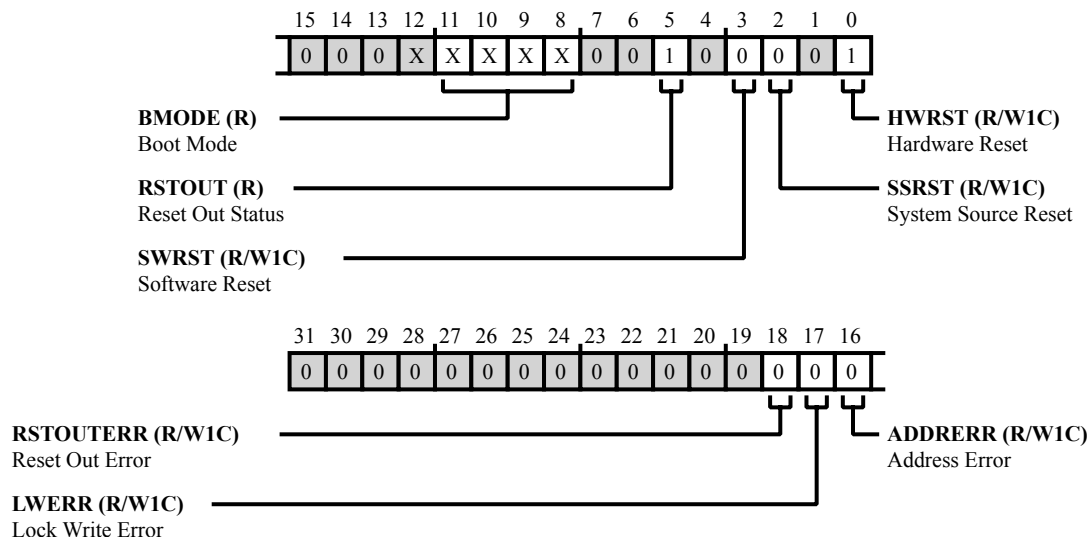 15 14 13 12 11 10 9 8 7 6 5 4 3 2 1 0
0 0 0 X X X X X 0 0 1 0 0 0 0 1
BMODE (R)
Boot Mode
HWRST (R/W1C)
Hardware Reset
RSTOUT (R)
Reset Out Status
SSRST (R/W1C)
System Source Reset
SWRST (R/W1C)
Software Reset
31 30 29 28 27 26 25 24 23 22 21 20 19 18 17 16
0 0 0 0 0 0 0 0 0 0 0 0 0 0 0 0
RSTOUTERR (R/W1C)
Reset Out Error
ADDRERR (R/W1C)
Address Error
LWERR (R/W1C)
Lock Write Error